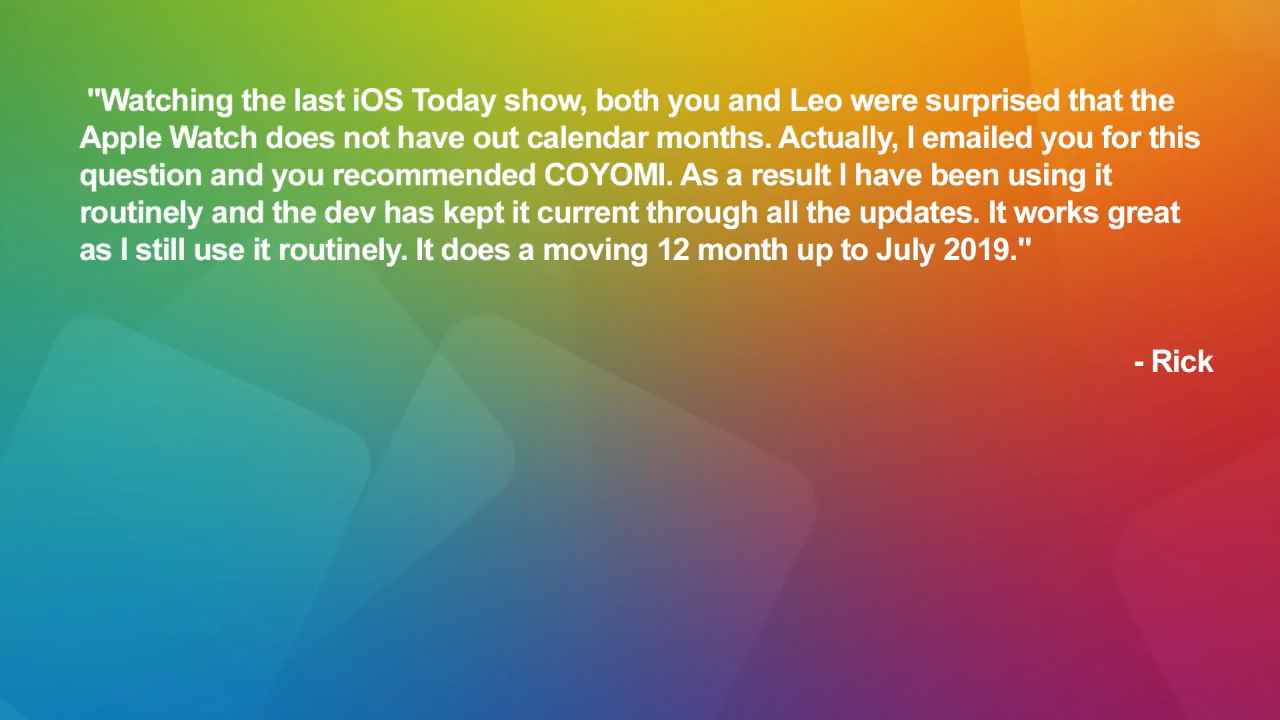 "Watching the last iOS Today show, both you and Leo were surprised that the
Apple Watch does not have out calendar months. Actually, I emailed you for this
question and you recommended COYOMI. As a result I have been using it
routinely and the dev has kept it current through all the updates. It works great
as I still use it routinely. It does a moving 12 month up to July 2019."
- Rick